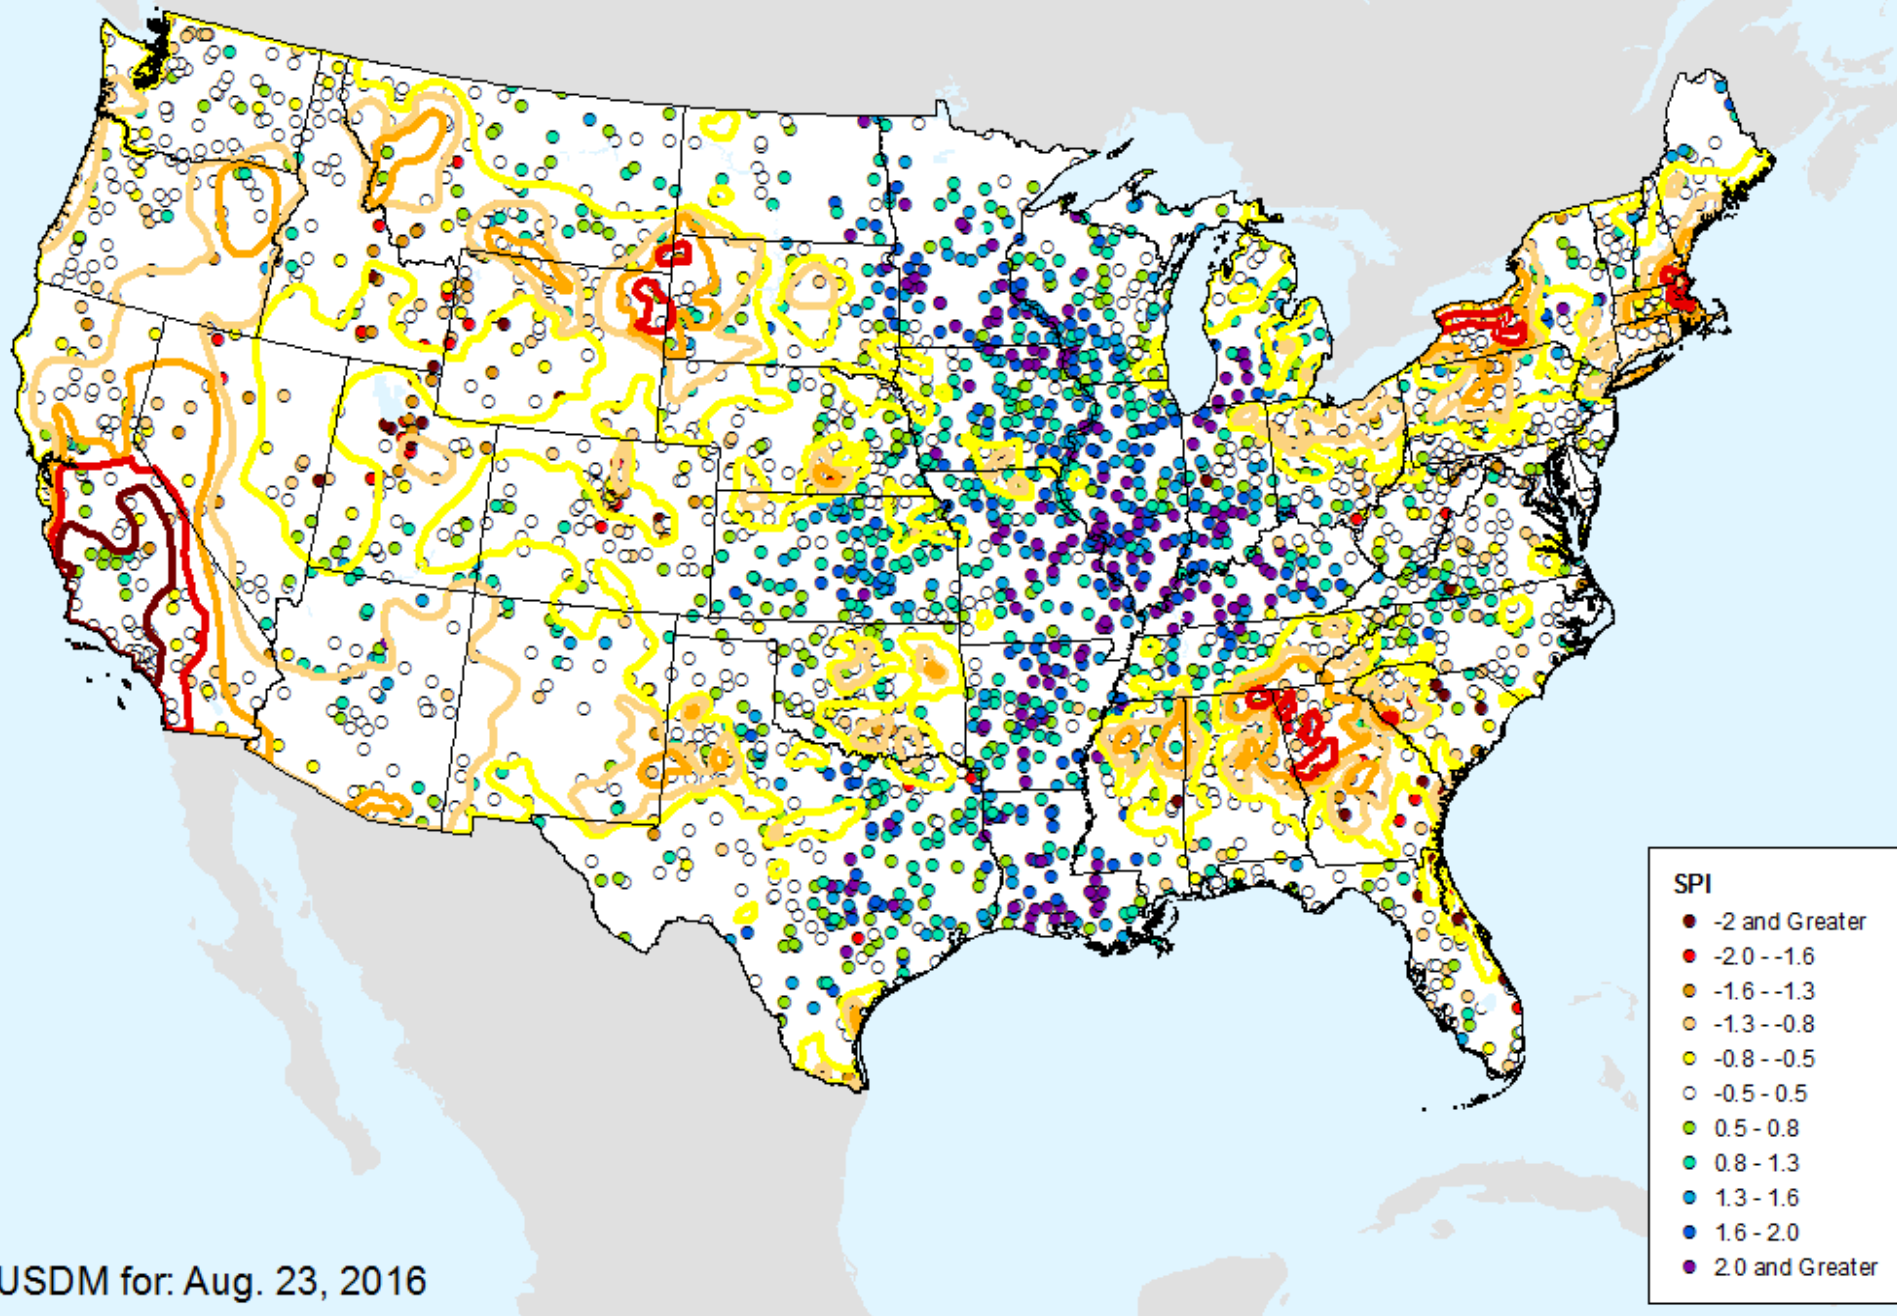 SPI
-2 and Greater
-2.0 - -1.6
-1.6 - -1.3
-1.3 - -0.8
-0.8 - -0.5
-0.5 - 0.5
0.5 - 0.8
0.8 - 1.3
1.3 - 1.6
1.6 - 2.0
2.0 and Greater
USDM for: Aug. 23, 2016